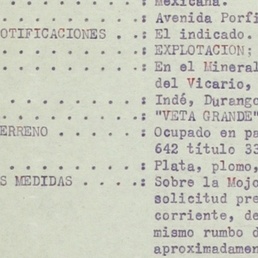 Mexicana.
. . . . . . . . . : Avenida Porfi
OTIFICACIONES . . : El indicado.
. . . . . . . . . : EXPLOTACION;
. . . . . . . . . : En el Mineral
del Vicario,
. . . . . . . . . : Indé, Durango
. . . . . . . . . : "VETA GRANDE"
ERRENO . . . . . . : Ocupado en pa
642 título 33
. . . . . . . . . : Plata, plomo,
S MEDIDAS . . . . : Sobre la Mojo
solicitud pre
corriente, de
mismo rumbo d
aproximadamen